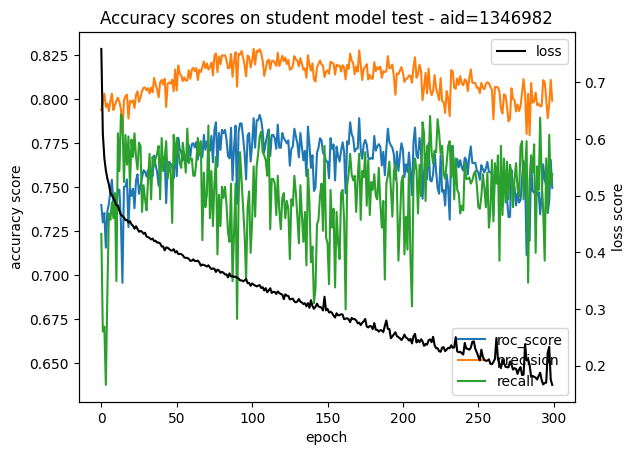 Accuracy scores on student model test - aid=1346982
loss
0.825
0.800
0.775
0.750
0.725
0.700
0.675
0.650
accuracy score
0.7
0.6
0.5
0.4
0.3
0.2
loss score
roc_score
precision
recall
0
50
100
150
200
250
300
epoch